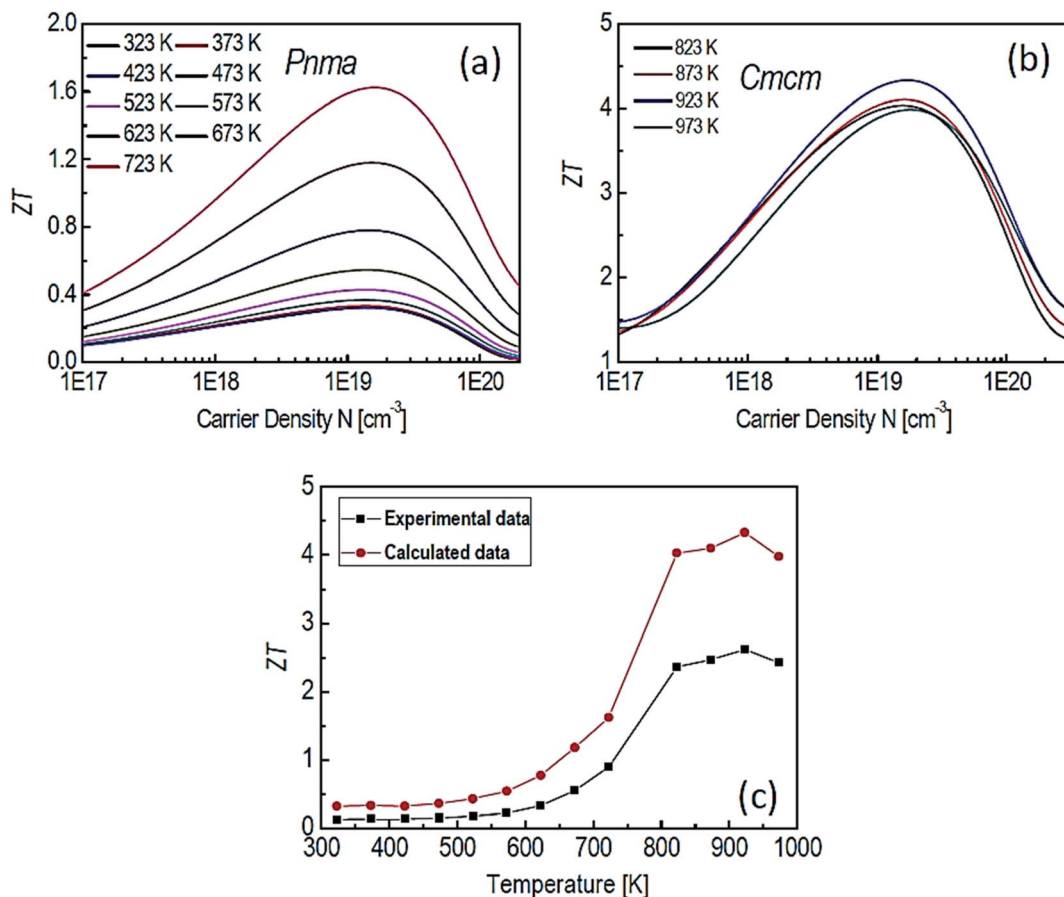 2.0
1.6
1.2
0.8
0.4
0.0
ZT
323 K 373 K
423 K 473 K
523 K 573 K
623 K 673 K
723 K
Pnma
(a)
1E17 1E18 1E19 1E20
Carrier Density N [cm-3]
5
4
3
2
1
ZT
823 K
873 K
923 K
973 K
Cmcm
(b)
1E17 1E18 1E19 1E20
Carrier Density N [cm-3]
5
4
3
2
1
0
ZT
Experimental data
Calculated data
(c)
300 400 500 600 700 800 900 1000
Temperature [K]